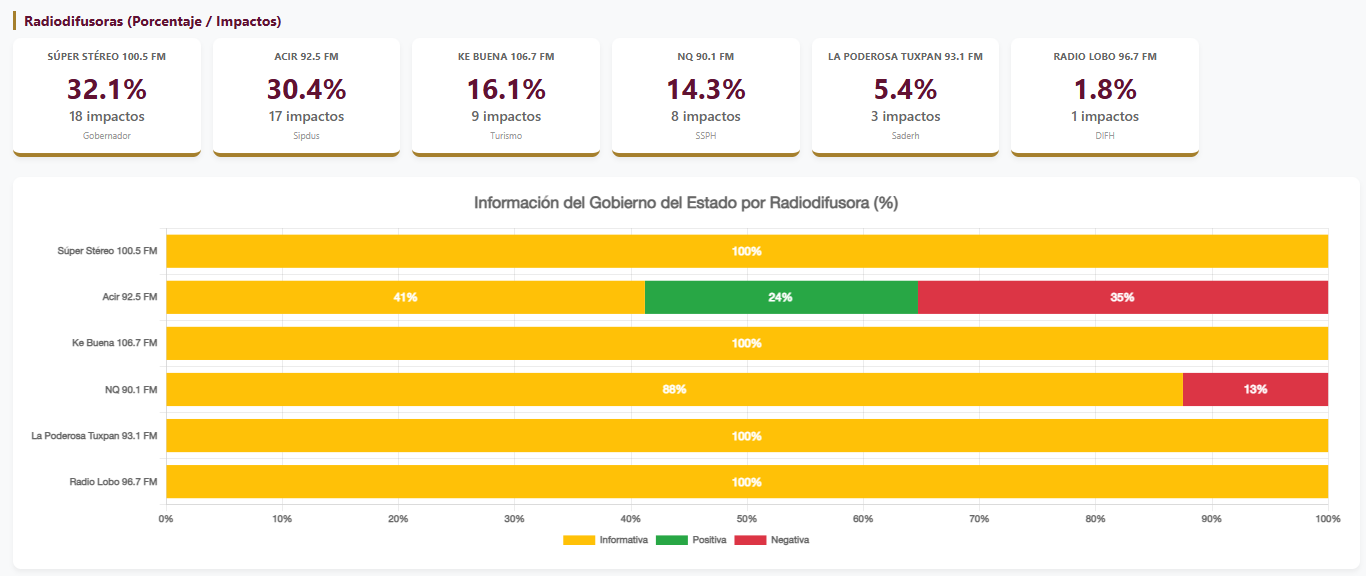 Radiodifusoras (Porcentaje / Impactos)
SÚPER STÉREO 100.5 FM
32.1%
18 impactos
Gobernador
ACIR 92.5 FM
30.4%
17 impactos
Sipdus
KE BUENA 106.7 FM
16.1%
9 impactos
Turismo
NQ 90.1 FM
14.3%
8 impactos
SSPH
LA PODEROSA TUXPAN 93.1 FM
5.4%
3 impactos
Saderh
RADIO LOBO 96.7 FM
1.8%
1 impactos
DIFH
Información del Gobierno del Estado por Radiodifusora (%)
Súper Stéreo 100.5 FM
100%
Acir 92.5 FM
41%
24%
35%
Ke Buena 106.7 FM
100%
NQ 90.1 FM
88%
13%
La Poderosa Tuxpan 93.1 FM
100%
Radio Lobo 96.7 FM
100%
0% 10% 20% 30% 40% 50% 60% 70% 80% 90% 100%
Informativa Positiva Negativa